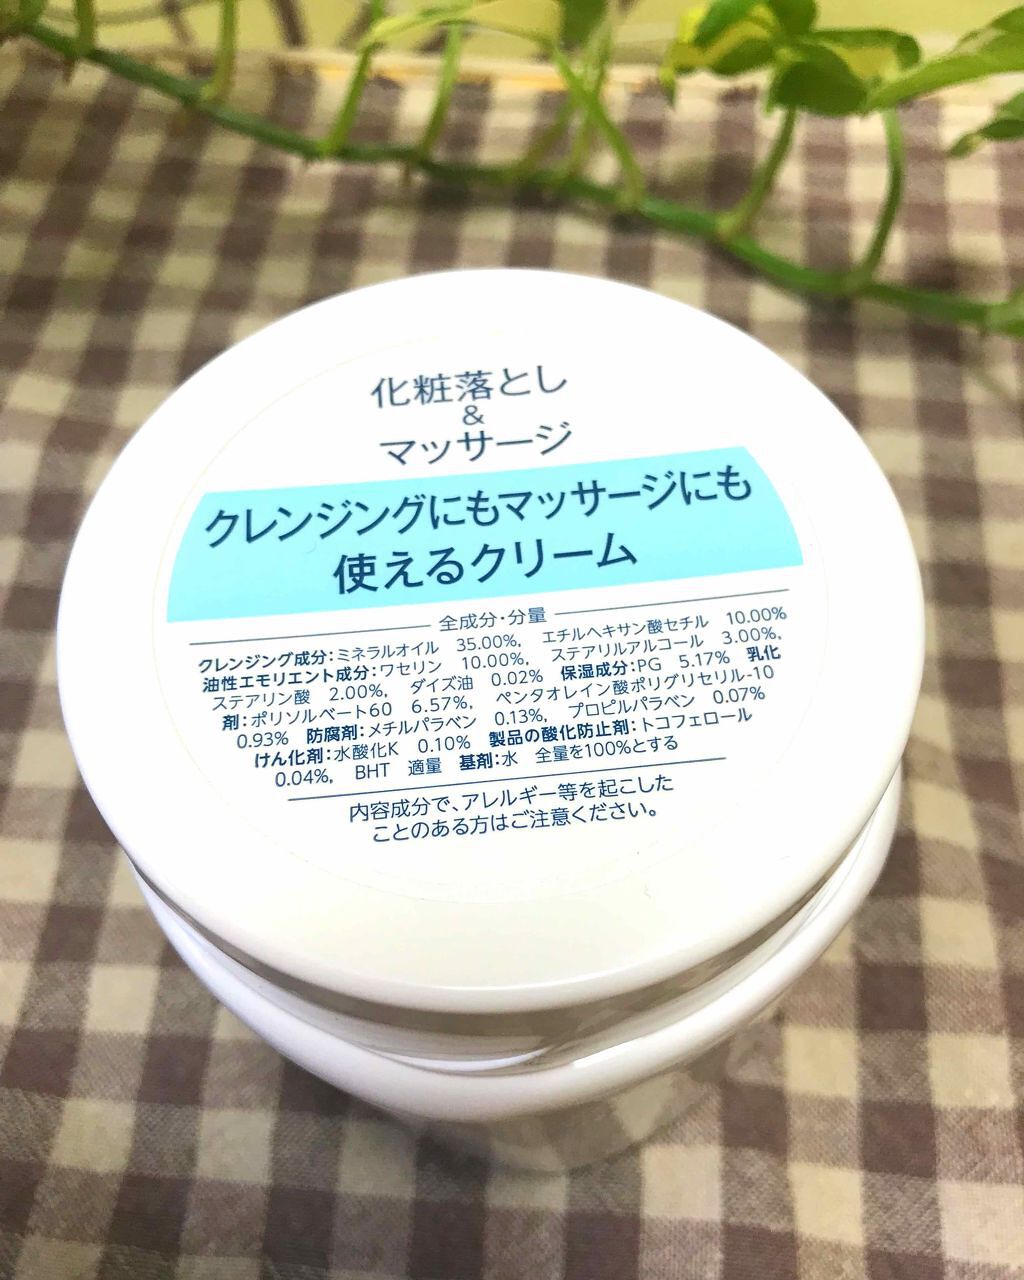 化粧落とし
&
マッサージ
クレンジングにもマッサージにも
使えるクリーム
全成分・分量
クレンジング成分:ミネラルオイル 35.00%, エチルヘキサン酸セチル 10.00%
油性エモリエント成分:ワセリン 10.00%, ステアリルアルコール 3.00%,
ステアリン酸 2.00%, ダイズ油 0.02% 保湿成分:PG 5.17% 乳化
剤:ポリソルベート60 6.57%, ペンタオレイン酸ポリグリセリル-10
0.93% 防腐剤:メチルパラベン 0.13%, プロピルパラベン 0.07%
けん化剤:水酸化K 0.10% 製品の酸化防止剤:トコフェロール
0.04%, BHT 適量 基剤:水 全量を100%とする
内容成分で、アレルギー等を起こした
ことのある方はご注意ください。